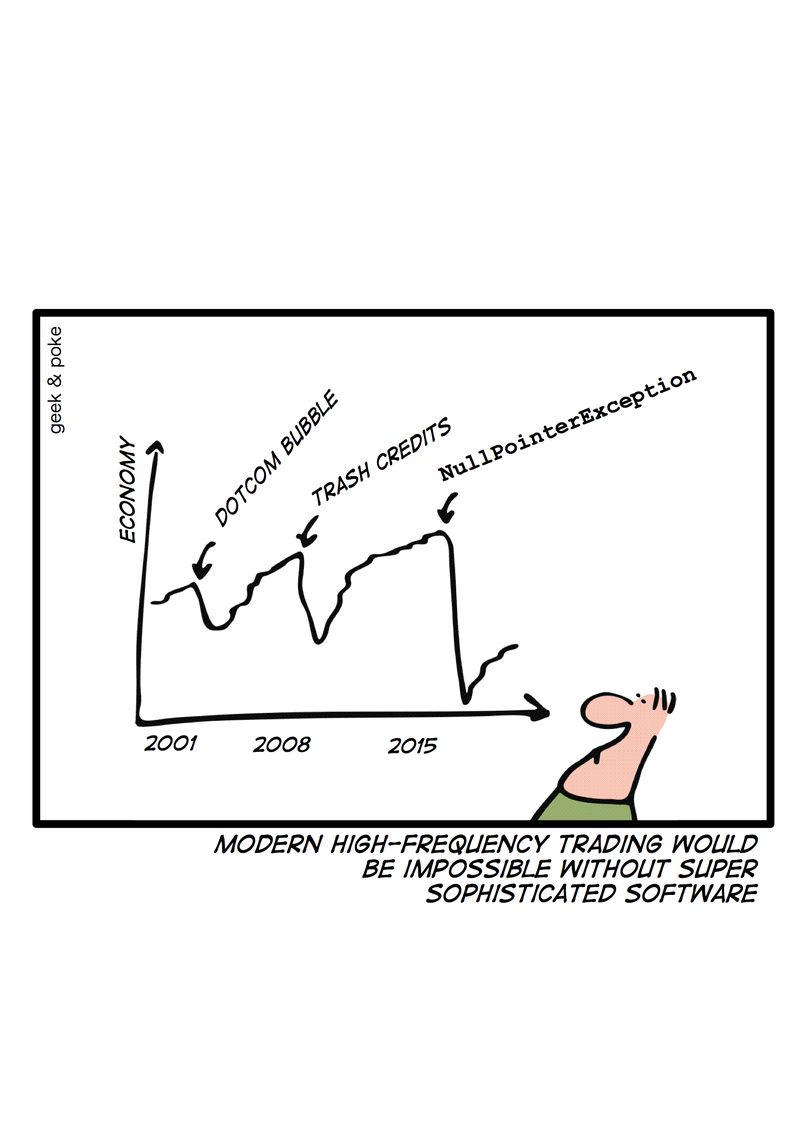 geek & poke
ECONOMY
DOTCOM BUBBLE
TRASH CREDITS
NullPointerException
2001
2008
2015
MODERN HIGH-FREQUENCY TRADING WOULD
BE IMPOSSIBLE WITHOUT SUPER
SOPHISTICATED SOFTWARE